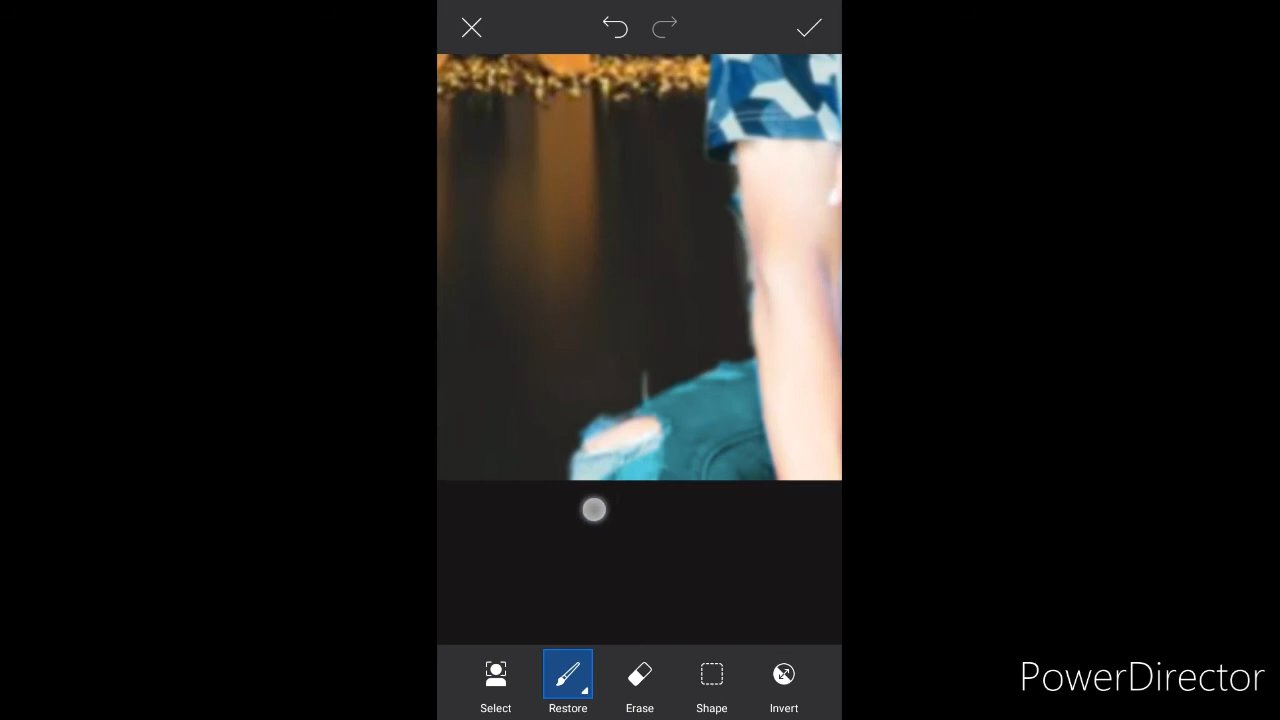 Select
Restore
Erase
Shape
Invert
PowerDirector